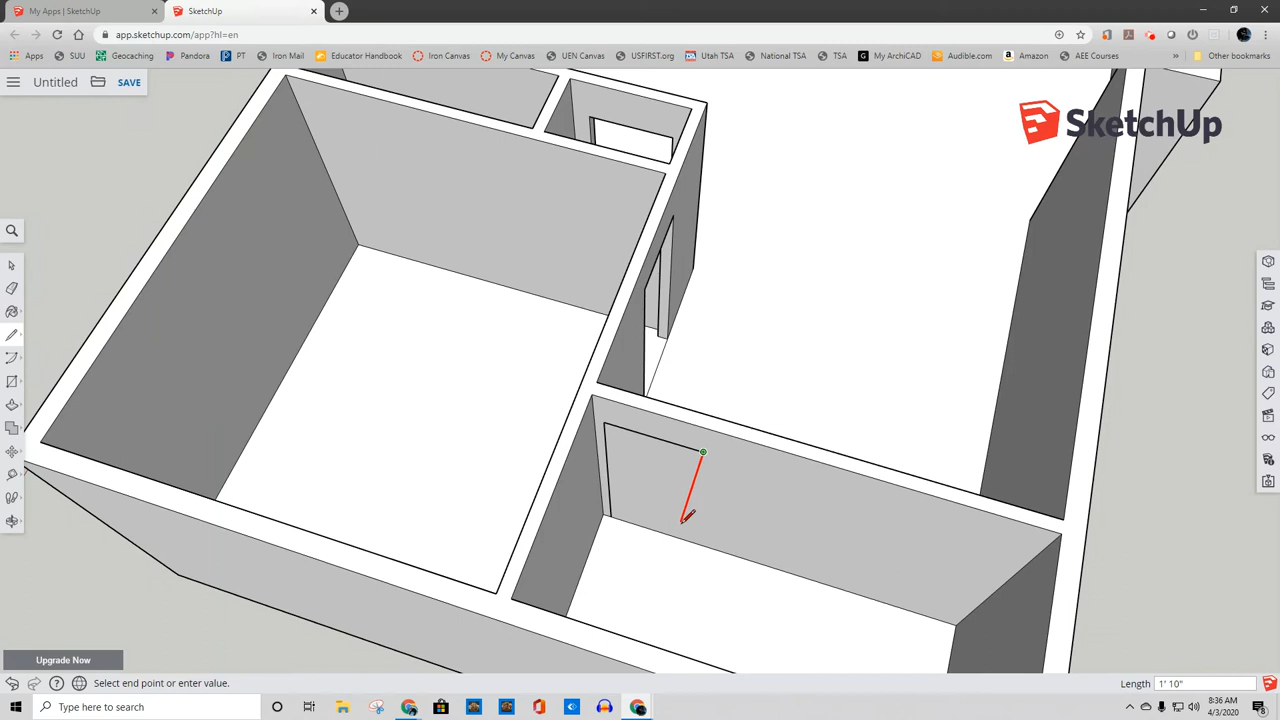 My Apps | SketchUp
SketchUp
app.sketchup.com/app?hl=en
Apps
SUU
Geocaching
Pandora
PT
Iron Mail
Educator Handbook
Iron Canvas
My Canvas
UEN Canvas
USFIRST.org
Utah TSA
National TSA
TSA
My ArchiCAD
Audible.com
Amazon
AEE Courses
»
Other bookmarks
Untitled
SAVE
SketchUp
Upgrade Now
Select end point or enter value.
Length
1' 10"
Type here to search
8:36 AM
4/3/2020